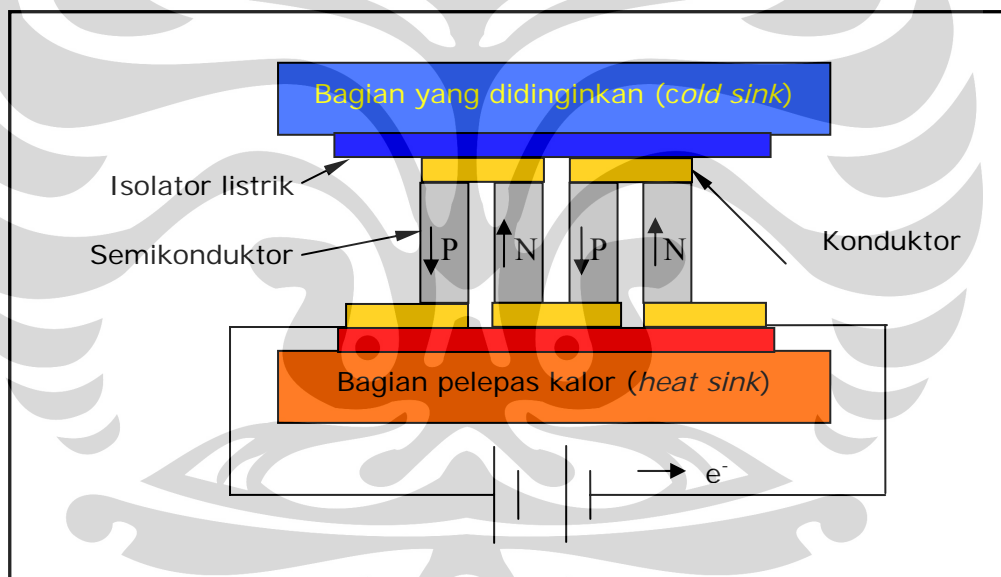 Bagian yang didinginkan (cold sink)
Isolator listrik
Semikonduktor
P
N
P
N
Konduktor
Bagian pelepas kalor (heat sink)
e-